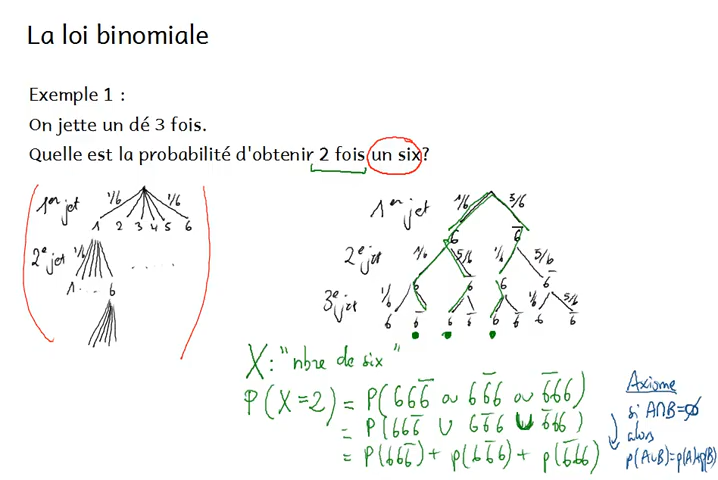 La loi binomiale
Exemple 1 :
On jette un dé 3 fois.
Quelle est la probabilité d'obtenir 2 fois un six?
1er jet
1/6 1/6
1 2 3 4 5 6
2e jet
1/6
.....
1 .... 6
1er jet
1/6 5/6
6 6̅
2e jet
1/6 5/6 1/6 5/6
6 6̅ 6 6̅
3e jet
1/6 1/6 5/6
6 6̅ 6 6̅ 6 6̅ 6 6̅
X : "nbre de six"
P(X=2) = P(666̅ ou 66̅6 ou 6̅66)
= P(666̅ ∪ 66̅6 ∪ 6̅66)
= P(666̅) + p(66̅6) + p(6̅66)
Axiome
si A∩B=∅
alors
p(A∪B)=p(A)+p(B)